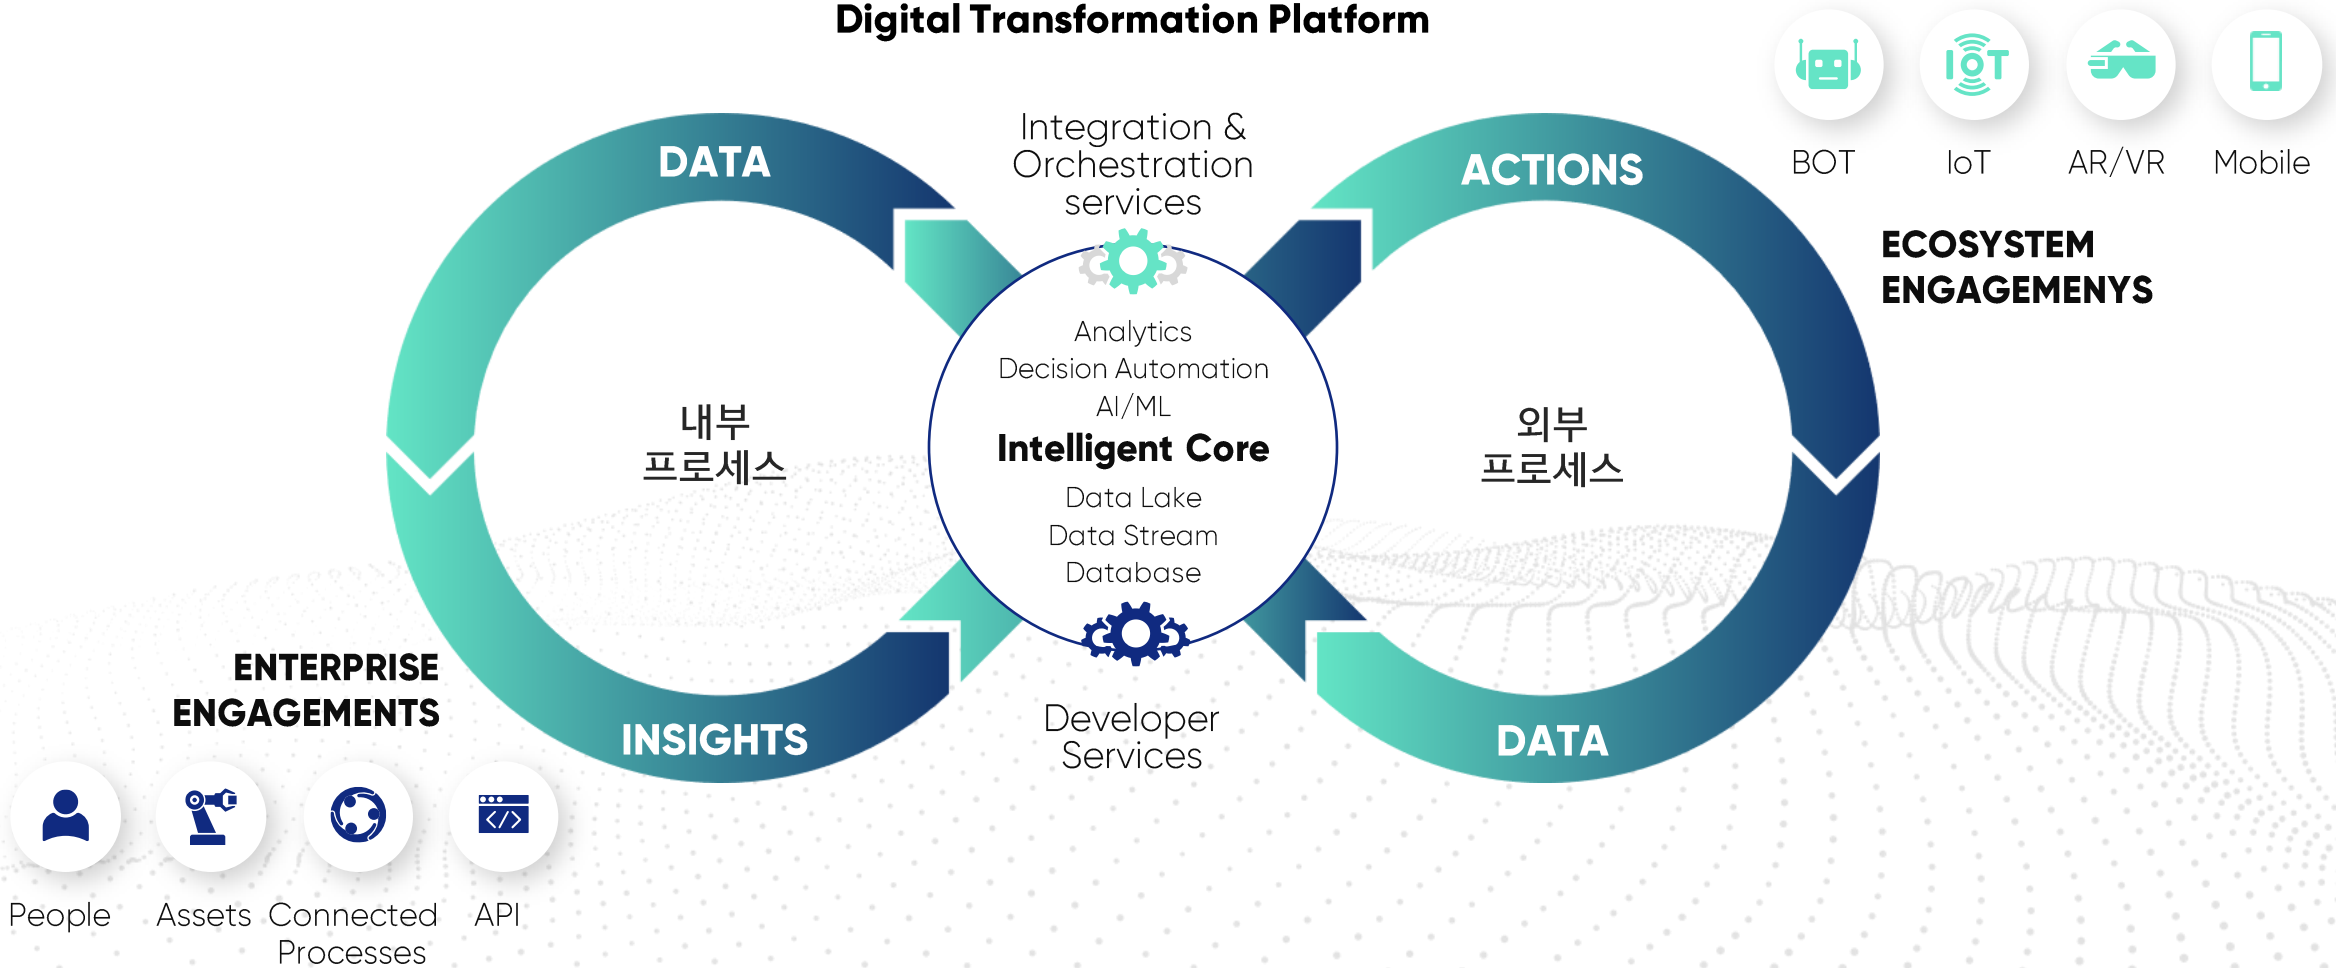 Digital Transformation Platform
BOT
IoT
IoT
AR/VR
Mobile
ECOSYSTEM
ENGAGEMENYS
Integration &
Orchestration
services
DATA
ACTIONS
내부
프로세스
Analytics
Decision Automation
AI/ML
Intelligent Core
Data Lake
Data Stream
Database
외부
프로세스
INSIGHTS
DATA
Developer
Services
ENTERPRISE
ENGAGEMENTS
</>
People
Assets
Connected
Processes
API